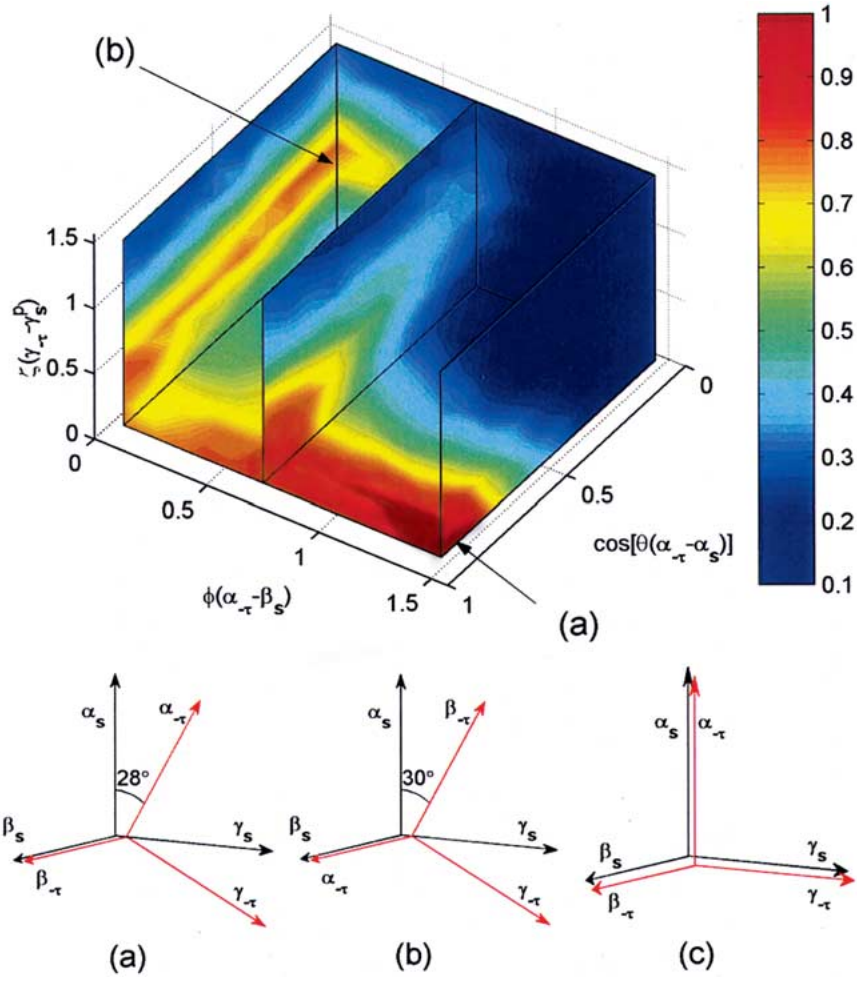 (b)
1
0.9
0.8
0.7
0.6
0.5
0.4
0.3
0.2
0.1
1.5
1
0.5
0
ζ(γ-τ-γsp)
0
0.5
1
1.5
ϕ(α-τ-βs)
0
0.5
1
cos[θ(α-τ-αs)]
(a)
αs
α-τ
28°
βs
β-τ
γs
γ-τ
(a)
αs
β-τ
30°
βs
α-τ
γs
γ-τ
(b)
αs
α-τ
βs
β-τ
γs
γ-τ
(c)